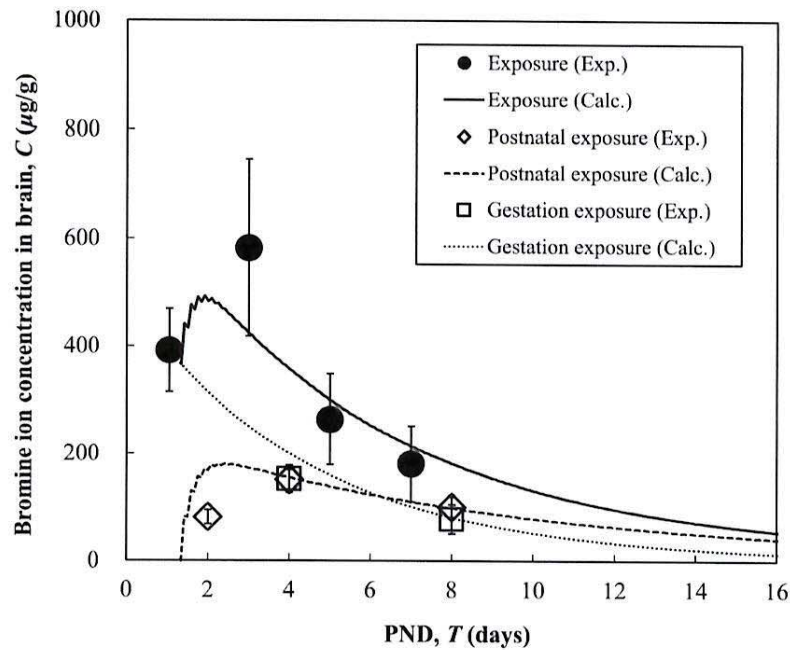 1000
800
600
400
200
0
Bromine ion concentration in brain, C (µg/g)
Exposure (Exp.)
Exposure (Calc.)
Postnatal exposure (Exp.)
Postnatal exposure (Calc.)
Gestation exposure (Exp.)
Gestation exposure (Calc.)
0 2 4 6 8 10 12 14 16
PND, T (days)